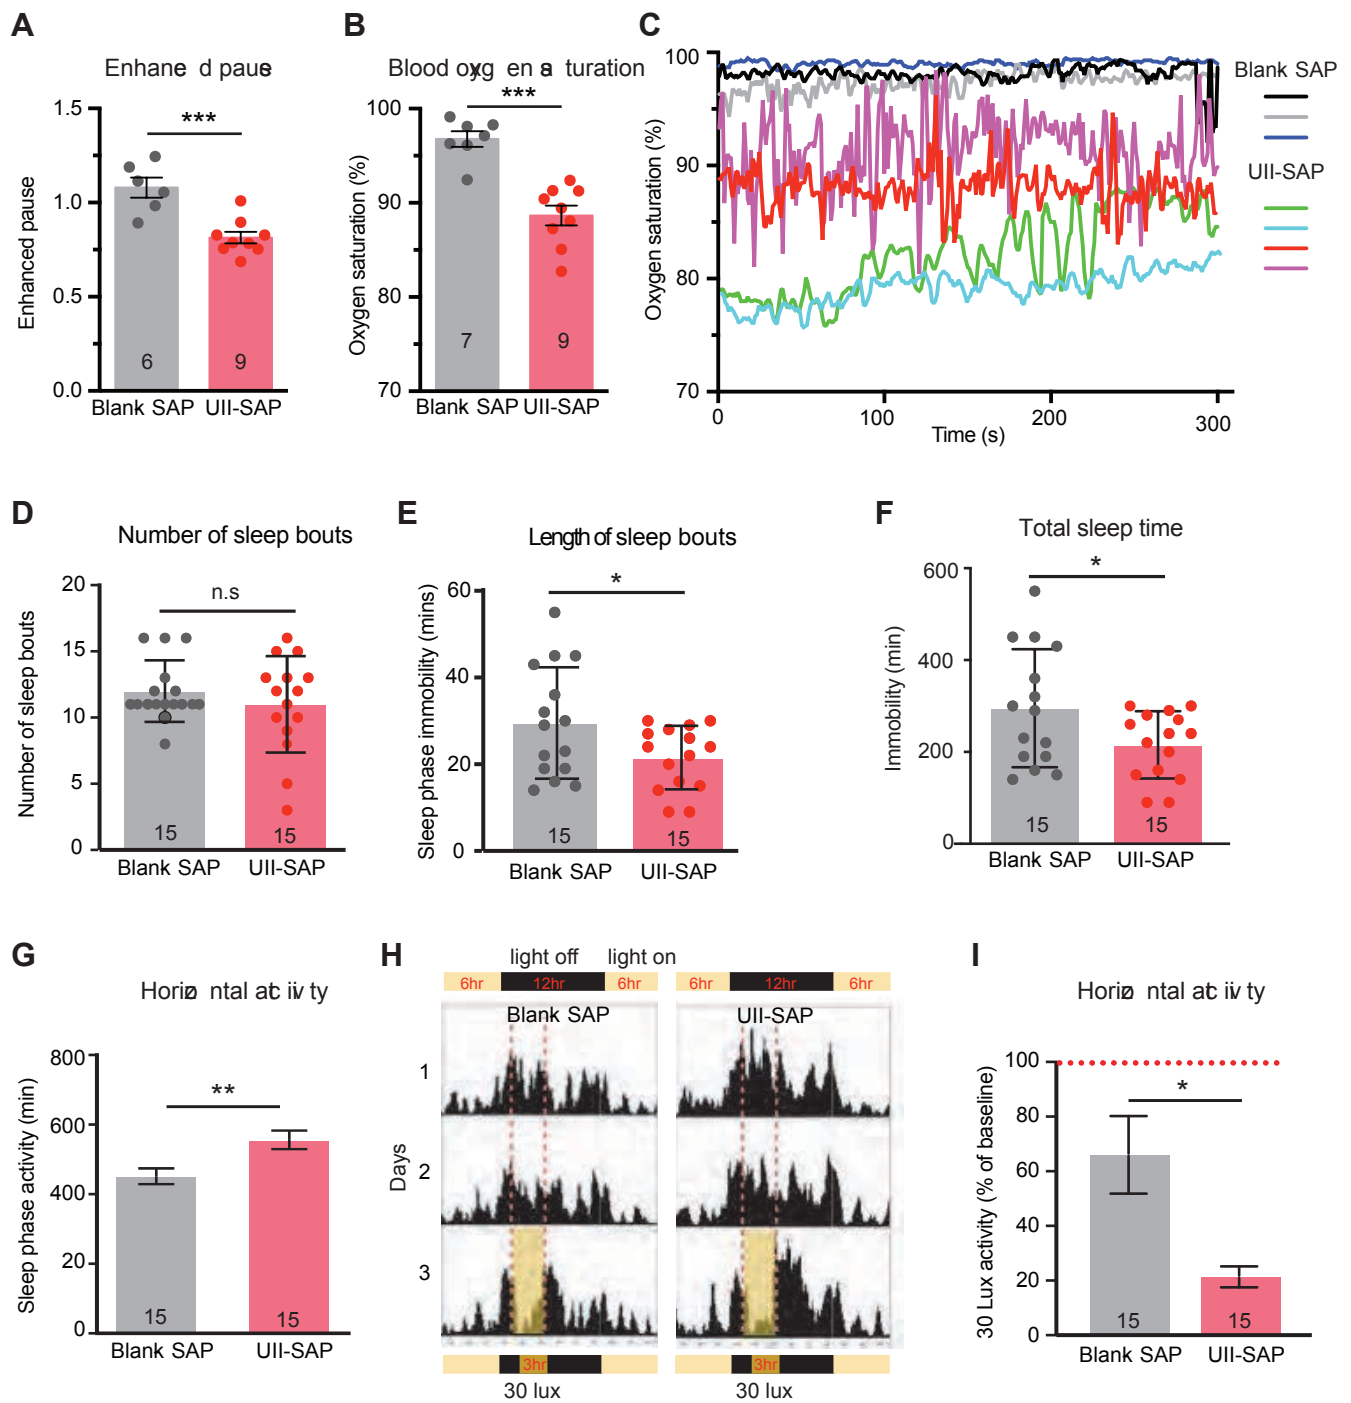 A
Enhane d paus
***
Enhanced pause
1.5
1.0
0.5
0.0
6
9
Blank SAP
UII-SAP
B
Blood oxyg en sa turation
***
Oxygen saturation (%)
100
90
80
70
7
9
Blank SAP
UII-SAP
C
Oxygen saturation (%)
100
90
80
70
0
100
200
300
Time (s)
Blank SAP
UII-SAP
D
Number of sleep bouts
n.s
Number of sleep bouts
20
15
10
5
0
15
15
Blank SAP
UII-SAP
E
Length of sleep bouts
*
Sleep phase immobility (mins)
60
40
20
0
15
15
Blank SAP
UII-SAP
F
Total sleep time
*
Immobility (min)
600
400
200
0
15
15
Blank SAP
UII-SAP
G
Horizo ntal activ ty
**
Sleep phase activity (min)
800
600
400
20
0
15
15
Blank SAP
UII-SAP
H
light off
light on
6hr
12hr
6hr
6hr
12hr
6hr
Blank SAP
UII-SAP
Days
1
2
3
3hr
3hr
30 lux
30 lux
I
Horizo ntal activ ty
*
30 Lux activity (% of baseline)
100
80
60
40
20
0
15
15
Blank SAP
UII-SAP